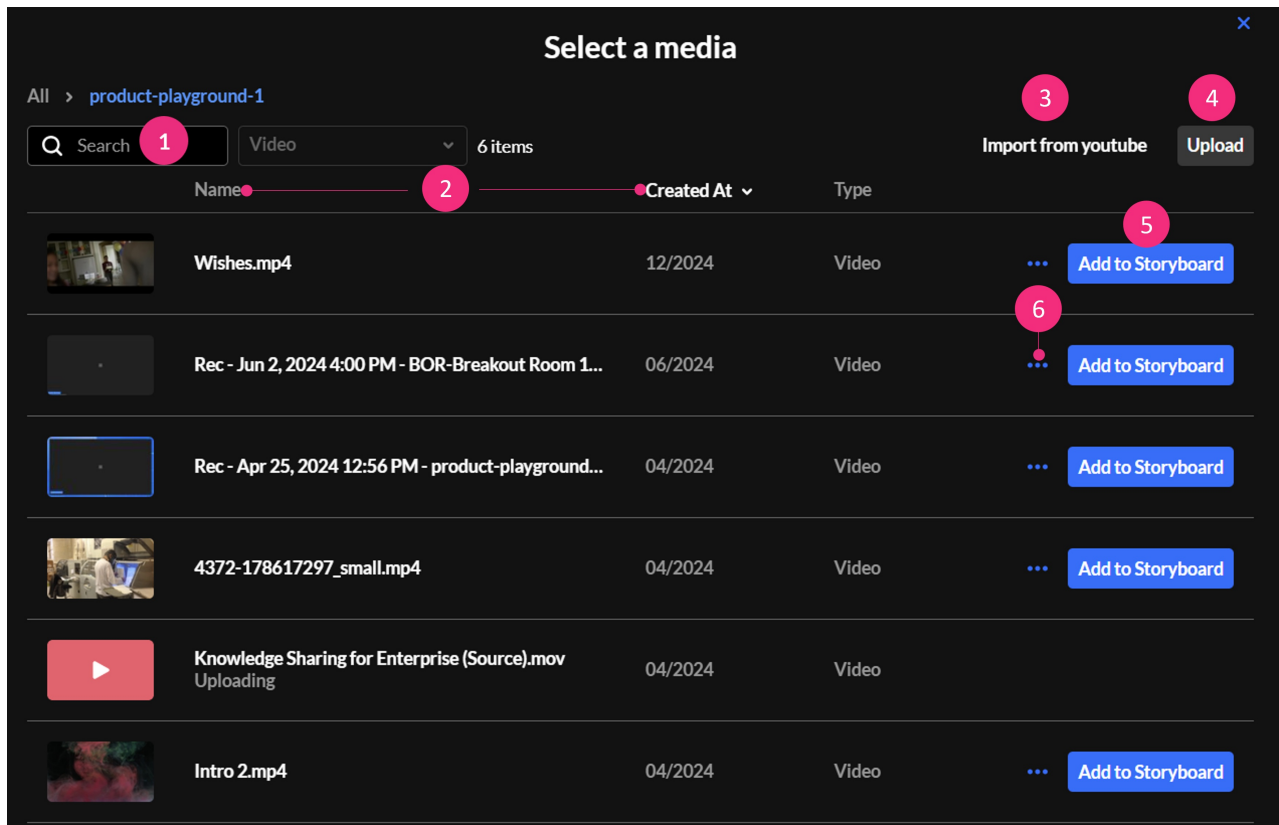 Select a media
All > product-playground-1
3
4
Search
1
Video
6 items
Import from youtube
Upload
Name
2
Created At
Type
5
Wishes.mp4
12/2024
Video
Add to Storyboard
6
Rec - Jun 2, 2024 4:00 PM - BOR-Breakout Room 1...
06/2024
Video
Add to Storyboard
Rec - Apr 25, 2024 12:56 PM - product-playground...
04/2024
Video
Add to Storyboard
4372-178617297_small.mp4
04/2024
Video
Add to Storyboard
Knowledge Sharing for Enterprise (Source).mov
Uploading
04/2024
Video
Intro 2.mp4
04/2024
Video
Add to Storyboard